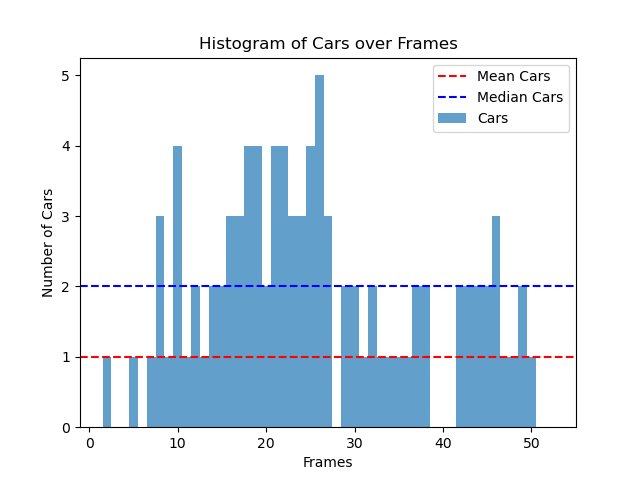 Histogram of Cars over Frames
Mean Cars
Median Cars
Cars
Number of Cars
5
4
3
2
1
0
0 10 20 30 40 50
Frames